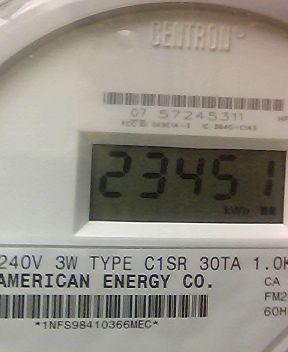 CENTRON®
07 57245311
23451
kWh
240V 3W TYPE C1SR 30TA 1.0K
AMERICAN ENERGY CO.
CA
FM2
60H
*1NFS98410366MEC*